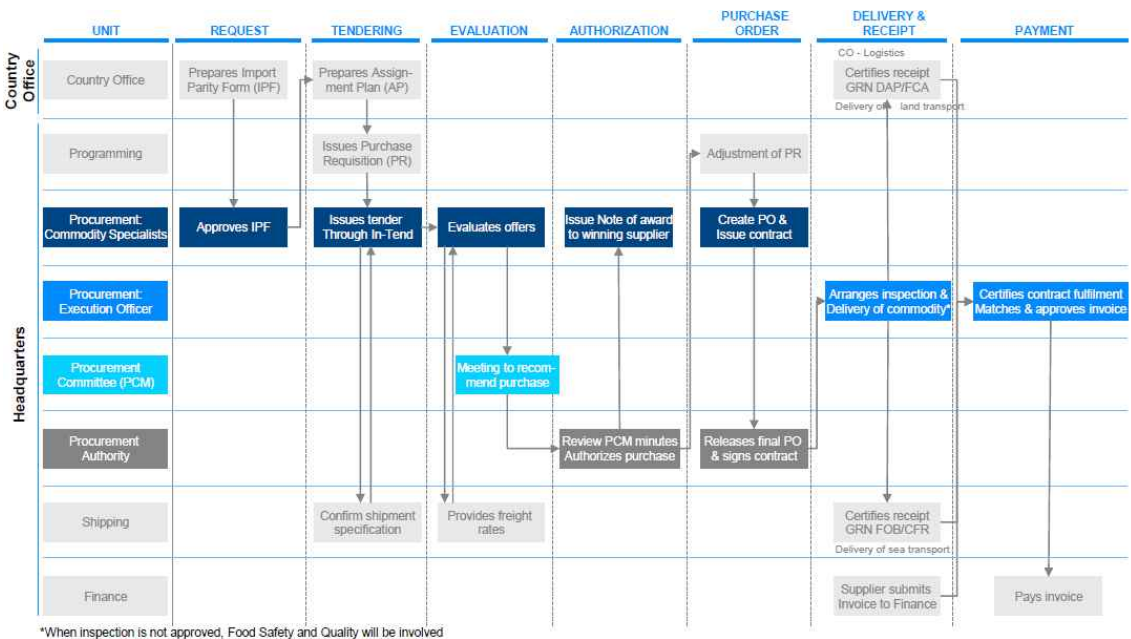 UNIT
REQUEST
TENDERING
EVALUATION
AUTHORIZATION
PURCHASE
ORDER
DELIVERY &
RECEIPT
PAYMENT
Country
Office
Country Office
Prepares Import
Parity Form (IPF)
Prepares Assign-
ment Plan (AP)
CO - Logistics
Certifies receipt
GRN DAP/FCA
Delivery of land transport
Headquarters
Programming
Issues Purchase
Requisition (PR)
Adjustment of PR
Procurement:
Commodity Specialists
Approves IPF
Issues tender
Through In-Tend
Evaluates offers
Issue Note of award
to winning supplier
Create PO &
Issue contract
Procurement:
Execution Officer
Arranges inspection &
Delivery of commodity*
Certifies contract fulfilment
Matches & approves invoice
Procurement
Committee (PCM)
Meeting to recom-
mend purchase
Procurement
Authority
Review PCM minutes
Authorizes purchase
Releases final PO
& signs contract
Shipping
Confirm shipment
specification
Provides freight
rates
Certifies receipt
GRN FOB/CFR
Delivery of sea transport
Finance
Supplier submits
Invoice to Finance
Pays invoice
*When inspection is not approved, Food Safety and Quality will be involved